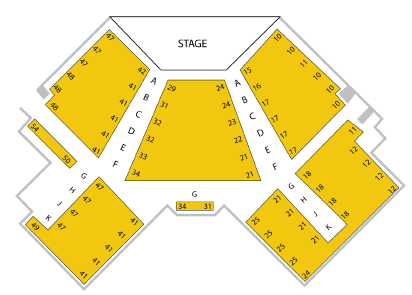 STAGE
47 42 A 29 24 A 15 10
47 41 B 31 24 B 16 10
48 41 C 32 23 C 17 11
48 41 D 32 22 D 17 10
48 41 E 33 21 E 17 10
41 F 34 21 F 17 10
54 50 G 34 31 G 18 11
47 H 21 H 16 12
47 J 21 J 18 12
49 47 K 25 21 K 18 12
47 41 25 21
41 25
41 25
41 24